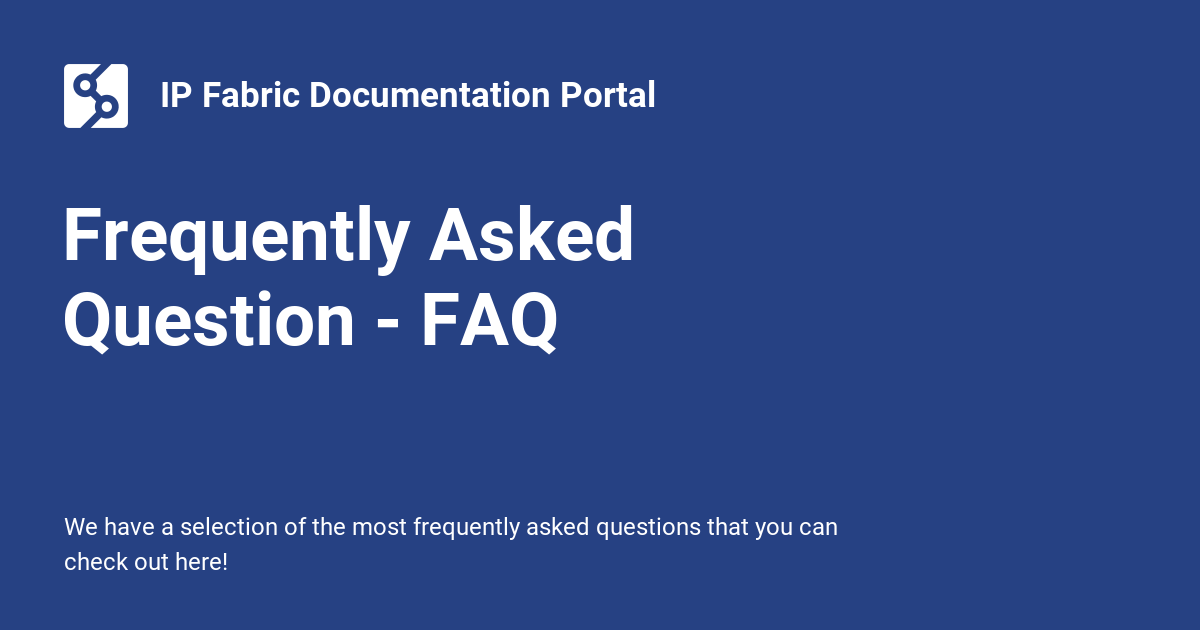 IP Fabric Documentation Portal
Frequently Asked
Question - FAQ
We have a selection of the most frequently asked questions that you can
check out here!